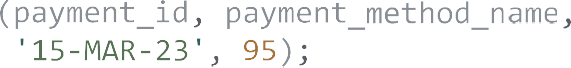 (payment_id, payment_method_name,
'15-MAR-23', 95);